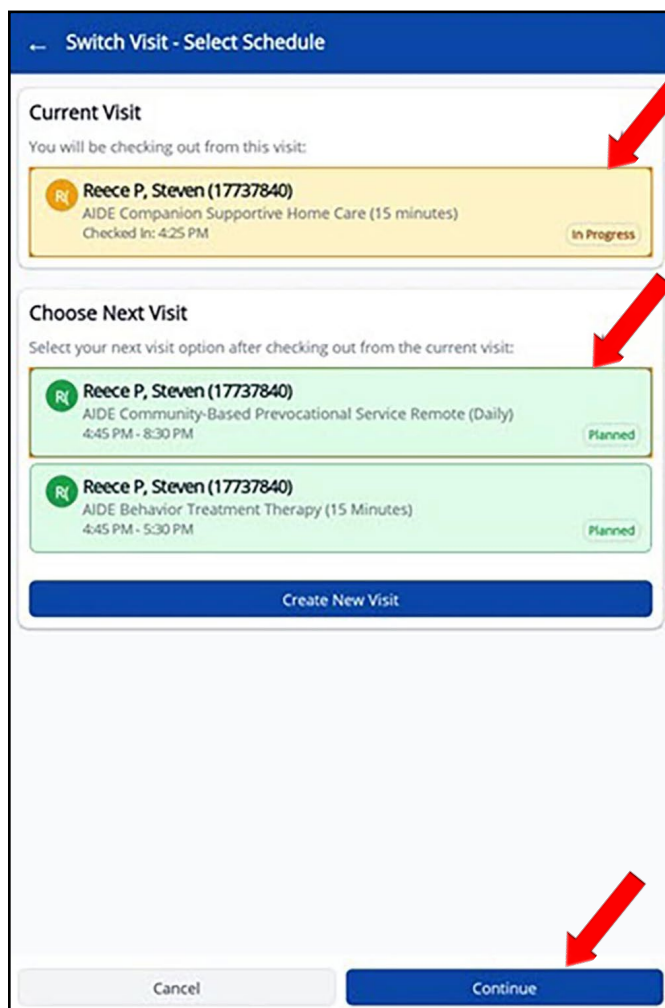 ← Switch Visit - Select Schedule
Current Visit
You will be checking out from this visit:
R(
Reece P, Steven (17737840)
AIDE Companion Supportive Home Care (15 minutes)
Checked In: 4:25 PM
In Progress
Choose Next Visit
Select your next visit option after checking out from the current visit:
R(
Reece P, Steven (17737840)
AIDE Community-Based Prevocational Service Remote (Daily)
4:45 PM - 8:30 PM
Planned
R(
Reece P, Steven (17737840)
AIDE Behavior Treatment Therapy (15 Minutes)
4:45 PM - 5:30 PM
Planned
Create New Visit
Cancel
Continue